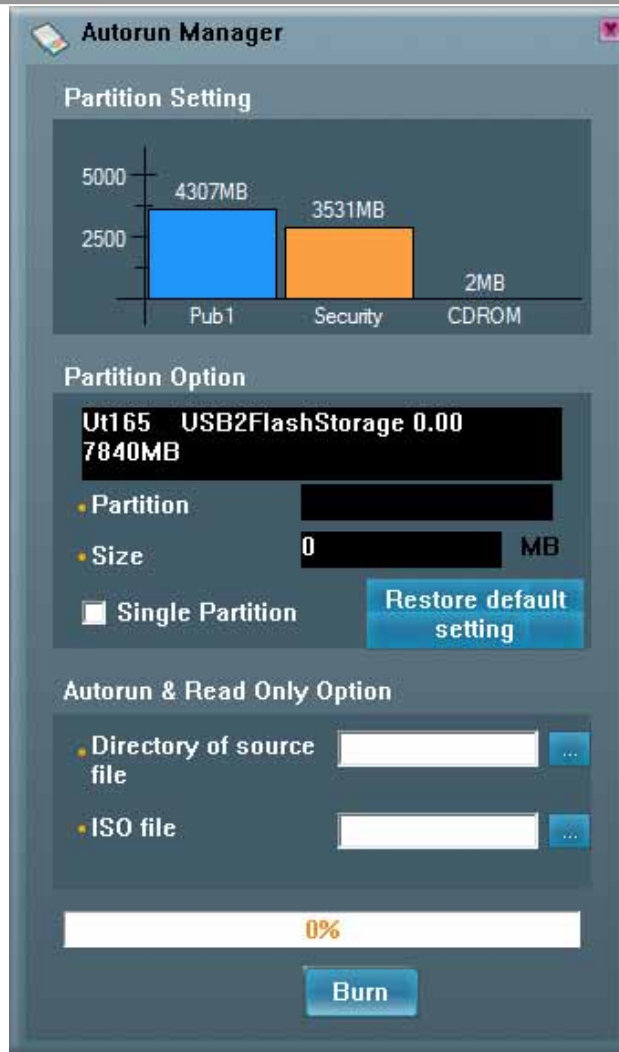 Autorun Manager
Partition Setting
5000
2500
4307MB
3531MB
2MB
Pub1
Security
CDROM
Partition Option
Ut165 USB2FlashStorage 0.00
7840MB
Partition
Size
0
MB
Single Partition
Restore default
setting
Autorun & Read Only Option
Directory of source
file
...
ISO file
...
0%
Burn